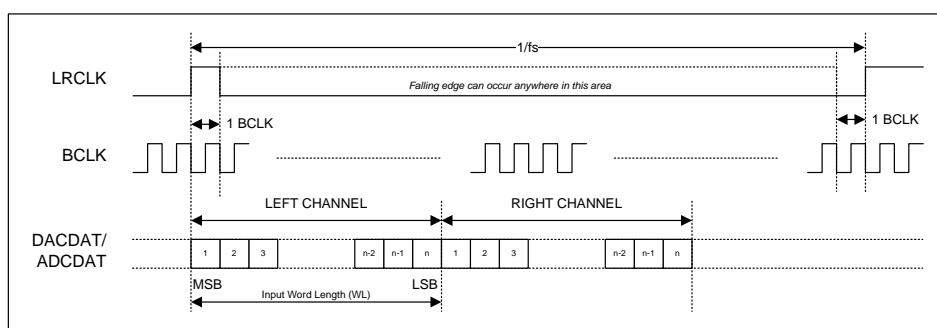 1/fs
LRCLK
Falling edge can occur anywhere in this area
1 BCLK
1 BCLK
BCLK
LEFT CHANNEL
RIGHT CHANNEL
DACDAT/
ADCDAT
1 2 3 n-2 n-1 n 1 2 3 n-2 n-1 n
MSB
LSB
Input Word Length (WL)